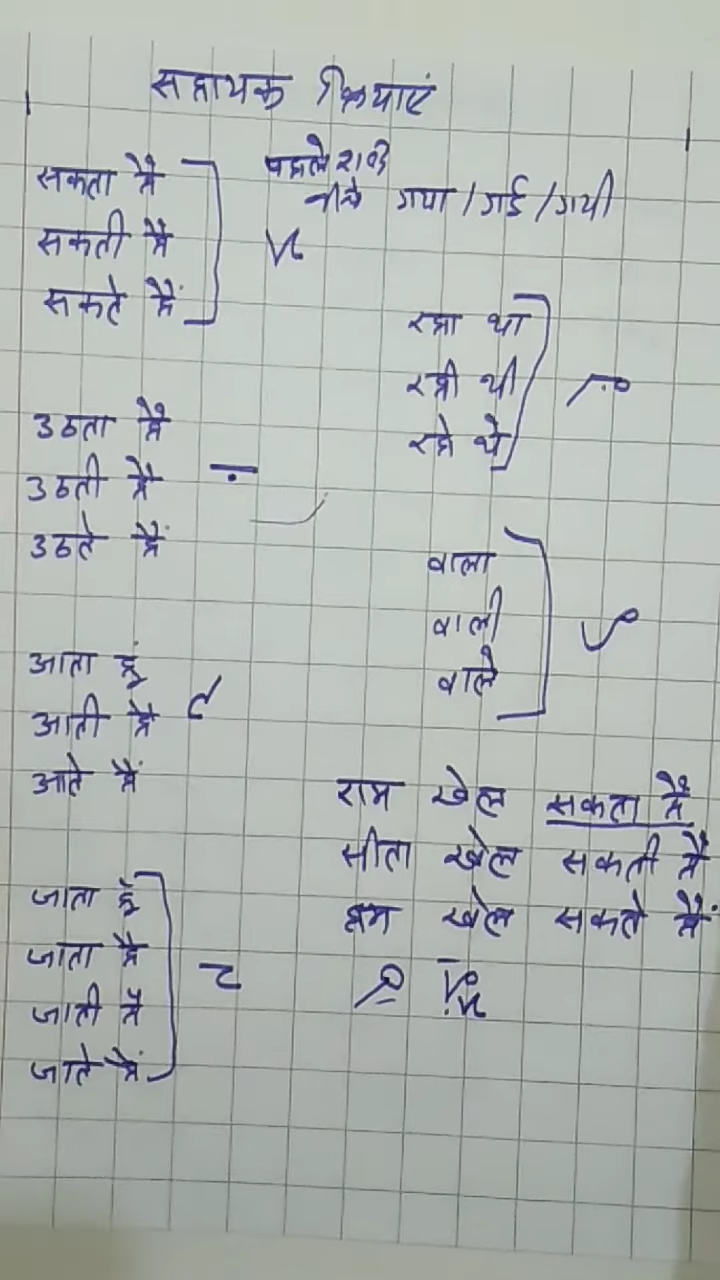 सहायक क्रियाएं
सकता है
सकती है
सकते हैं
पहले शब्द
नीचे गया/गई/गयी
रहा था
रही थी
रहे थे
उठता है
उठती है
उठते हैं
वाला
वाली
वाले
आता हूं
आती है
आते हैं
राम खेल सकता है
सीता खेल सकती है
हम खेल सकते हैं
जाता हूं
जाता है
जाती है
जाते हैं